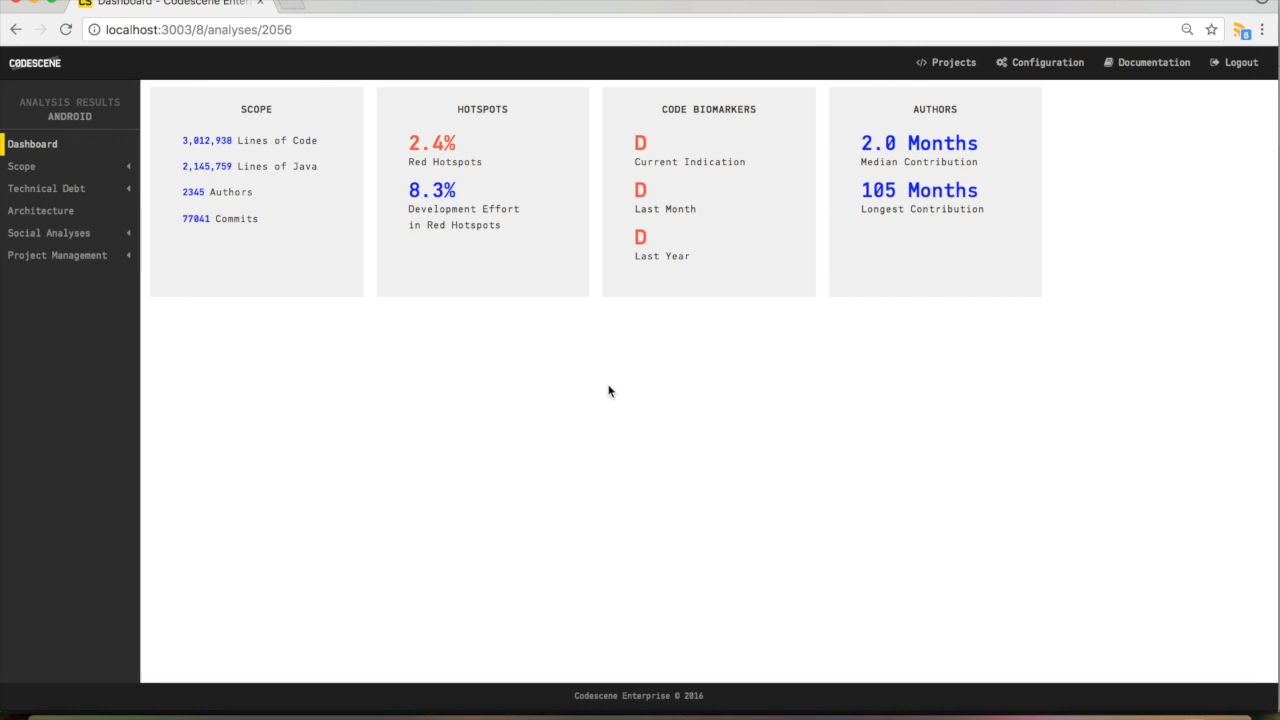 Dashboard - Codescene Enter
localhost:3003/8/analyses/2056
8
CODESCENE
Projects
Configuration
Documentation
Logout
ANALYSIS RESULTS
ANDROID
Dashboard
Scope
Technical Debt
Architecture
Social Analyses
Project Management
SCOPE
3,012,938 Lines of Code
2,145,759 Lines of Java
2345 Authors
77041 Commits
HOTSPOTS
2.4%
Red Hotspots
8.3%
Development Effort
in Red Hotspots
CODE BIOMARKERS
D
Current Indication
D
Last Month
D
Last Year
AUTHORS
2.0 Months
Median Contribution
105 Months
Longest Contribution
Codescene Enterprise © 2016